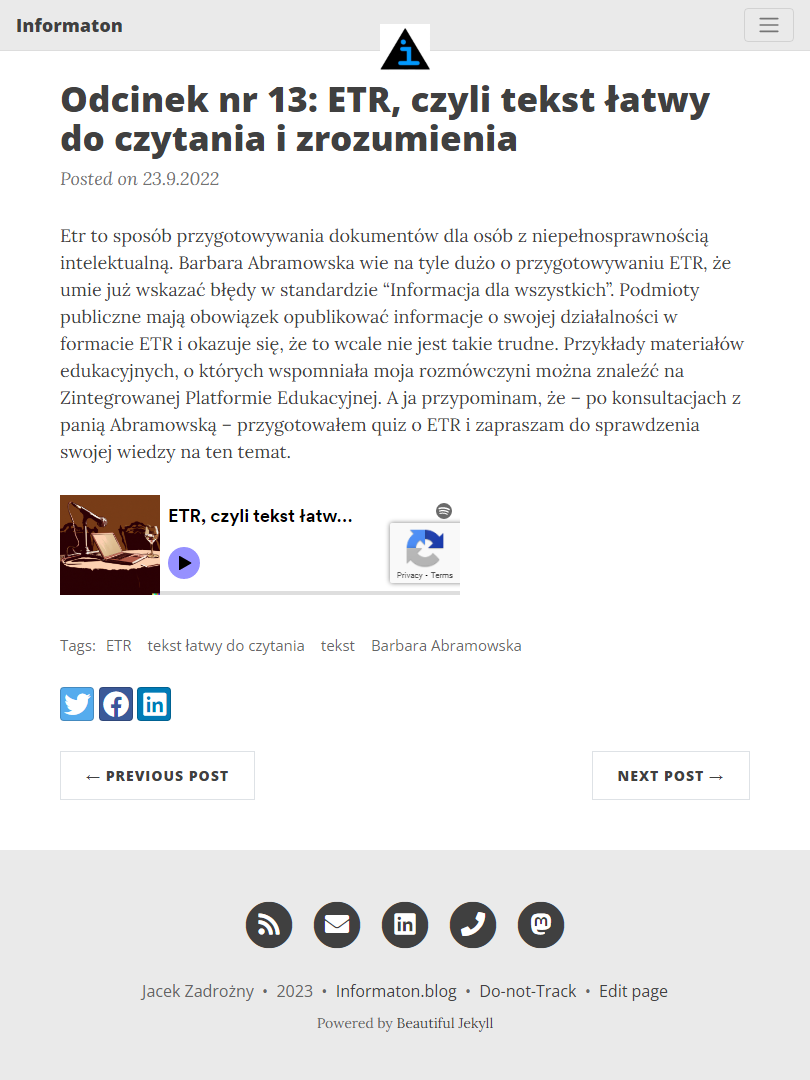 Informaton
Odcinek nr 13: ETR, czyli tekst łatwy
do czytania i zrozumienia
Posted on 23.9.2022
Etr to sposób przygotowywania dokumentów dla osób z niepełnosprawnością
intelektualną. Barbara Abramowska wie na tyle dużo o przygotowywaniu ETR, że
umie już wskazać błędy w standardzie “Informacja dla wszystkich”. Podmioty
publiczne mają obowiązek opublikować informacje o swojej działalności w
formacie ETR i okazuje się, że to wcale nie jest takie trudne. Przykłady materiałów
edukacyjnych, o których wspomniała moja rozmówczyni można znaleźć na
Zintegrowanej Platformie Edukacyjnej. A ja przypominam, że – po konsultacjach z
panią Abramowską – przygotowałem quiz o ETR i zapraszam do sprawdzenia
swojej wiedzy na ten temat.
ETR, czyli tekst łatw...
Privacy - Terms
Tags: ETR tekst łatwy do czytania tekst Barbara Abramowska
← PREVIOUS POST
NEXT POST →
Jacek Zadrożny • 2023 • Informaton.blog • Do-not-Track • Edit page
Powered by Beautiful Jekyll